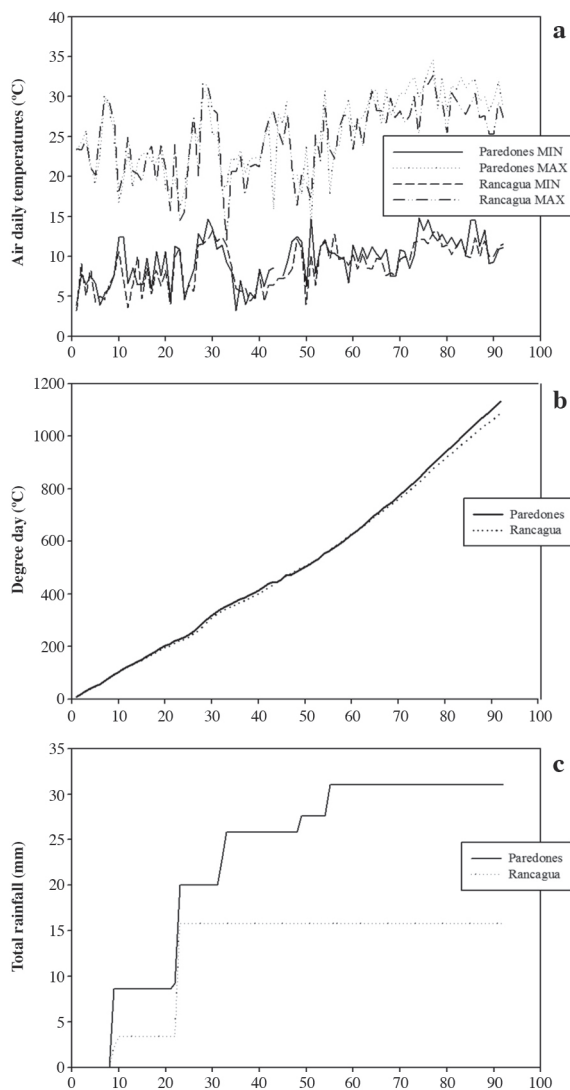 a
Air daily temperatures (°C)
40
35
30
25
20
15
10
5
0
Paredones MIN
Paredones MAX
Rancagua MIN
Rancagua MAX
0 10 20 30 40 50 60 70 80 90 100
b
Degree day (°C)
1200
1000
800
600
400
200
0
Paredones
Rancagua
0 10 20 30 40 50 60 70 80 90 100
c
Total rainfall (mm)
35
30
25
20
15
10
5
0
Paredones
Rancagua
0 10 20 30 40 50 60 70 80 90 100